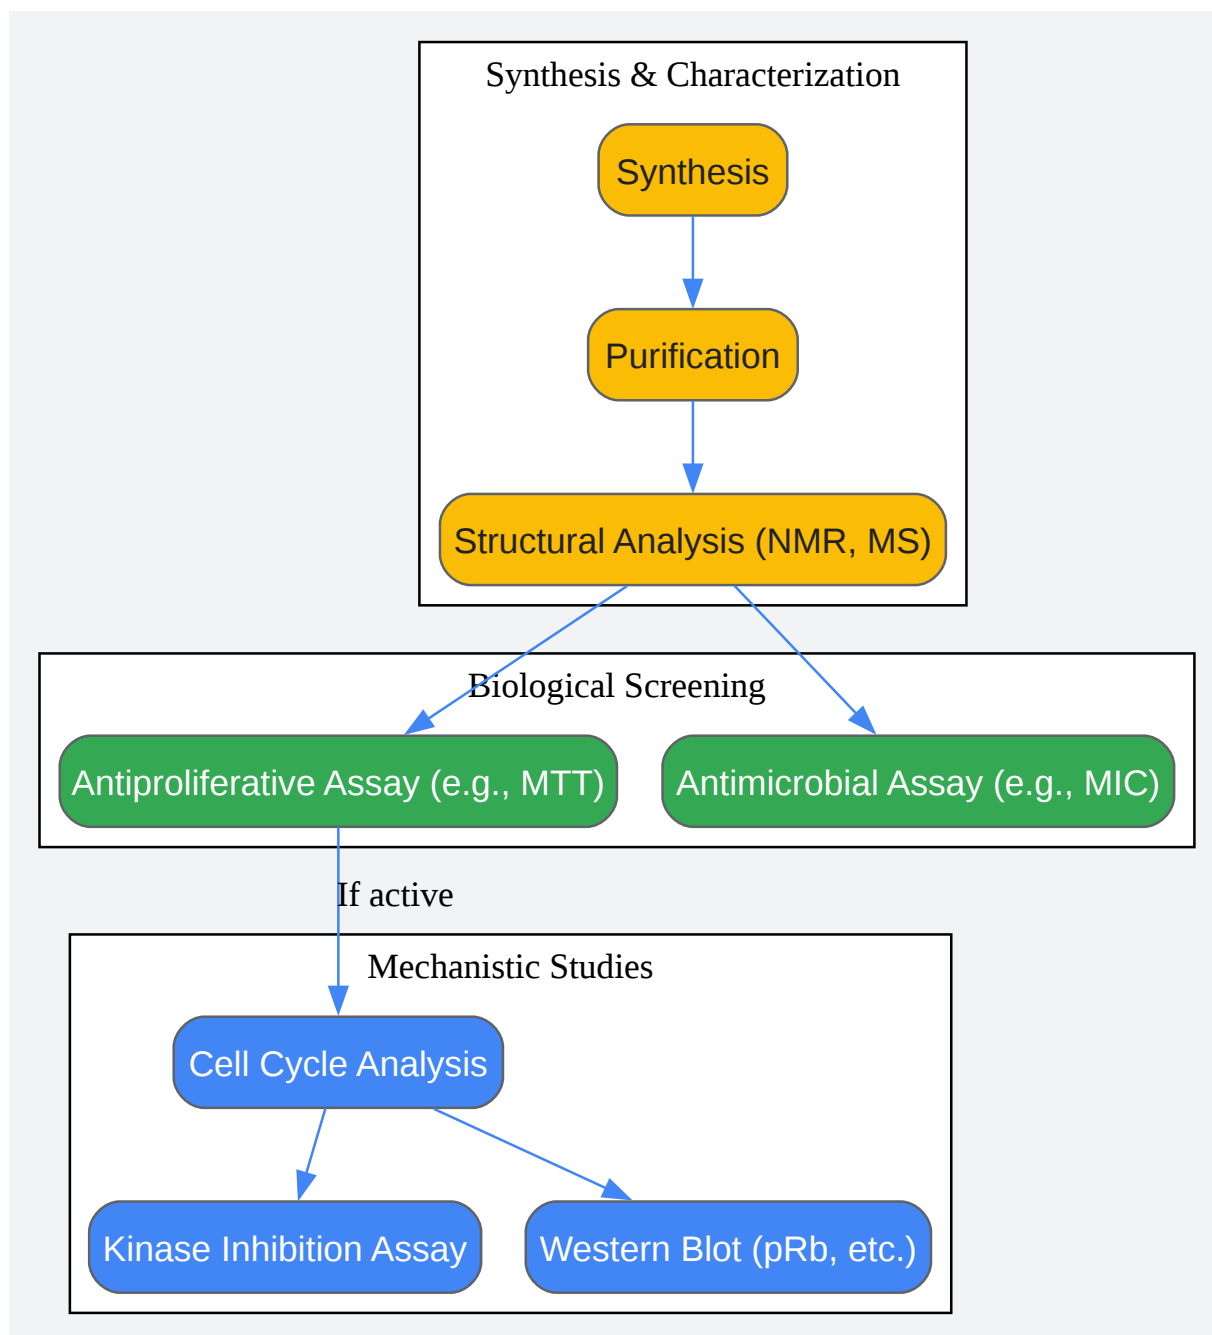 Synthesis & Characterization
Synthesis
Purification
Structural Analysis (NMR, MS)
Biological Screening
Antiproliferative Assay (e.g., MTT)
Antimicrobial Assay (e.g., MIC)
If active
Mechanistic Studies
Cell Cycle Analysis
Kinase Inhibition Assay
Western Blot (pRb, etc.)